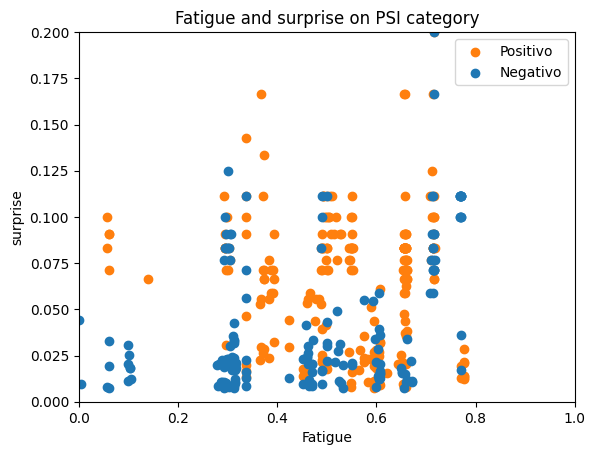 Fatigue and surprise on PSI category
Positivo
Negativo
surprise
0.200
0.175
0.150
0.125
0.100
0.075
0.050
0.025
0.000
0.0 0.2 0.4 0.6 0.8 1.0
Fatigue